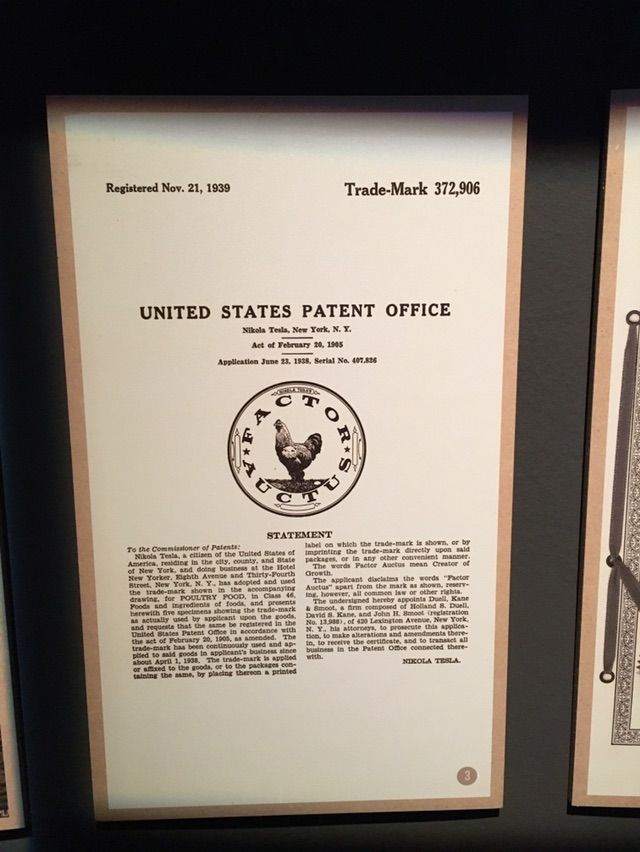 Registered Nov. 21, 1939
Trade-Mark 372,906
UNITED STATES PATENT OFFICE
Nikola Tesla, New York, N. Y.
Act of February 20, 1905
Application June 23, 1938, Serial No. 407,826
FACTOR
AUCTUS
STATEMENT
To the Commissioner of Patents:
Nikola Tesla, a citizen of the United States of
America, residing in the city, county, and State
of New York, and doing business at the Hotel
New Yorker, Eighth Avenue and Thirty-Fourth
Street, New York, N. Y., has adopted and used
the trade-mark shown in the accompanying
drawing, for POULTRY FOOD, in Class 46,
Foods and ingredients of foods, and presents
herewith five specimens showing the trade-mark
as actually used by applicant upon the goods,
and requests that the same be registered in the
United States Patent Office in accordance with
the act of February 20, 1905, as amended. The
trade-mark has been continuously used and ap-
plied to said goods in applicant's business since
about April 1, 1938. The trade-mark is applied
or affixed to the goods, or to the packages con-
taining the same, by placing thereon a printed
label on which the trade-mark is shown, or by
imprinting the trade-mark directly upon said
packages, or in any other convenient manner.
The words Factor Auctus mean Creator of
Growth.
The applicant disclaims the words "Factor
Auctus" apart from the mark as shown, reserv-
ing, however, all common law or other rights.
The undersigned hereby appoints Duell, Kane
& Smoot, a firm composed of Holland S. Duell,
David S. Kane, and John H. Smoot (registration
No. 13,988), of 420 Lexington Avenue, New York,
N. Y., his attorneys, to prosecute this applica-
tion, to make alterations and amendments there-
in, to receive the certificate, and to transact all
business in the Patent Office connected there-
with.
NIKOLA TESLA.
3